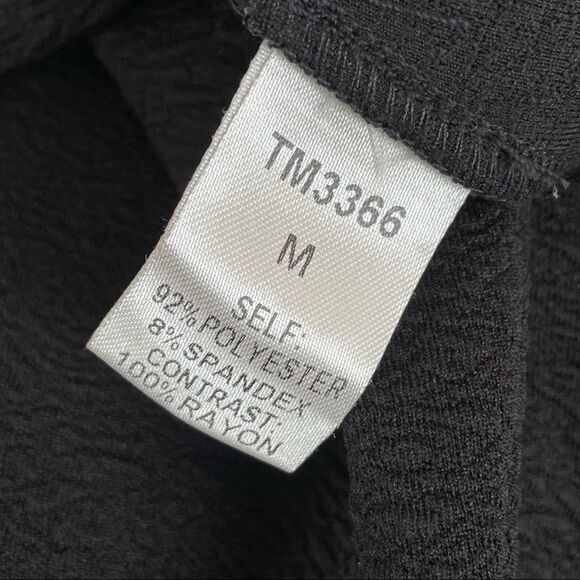 TM3366
M
SELF:
92% POLYESTER
8% SPANDEX
CONTRAST:
100% RAYON